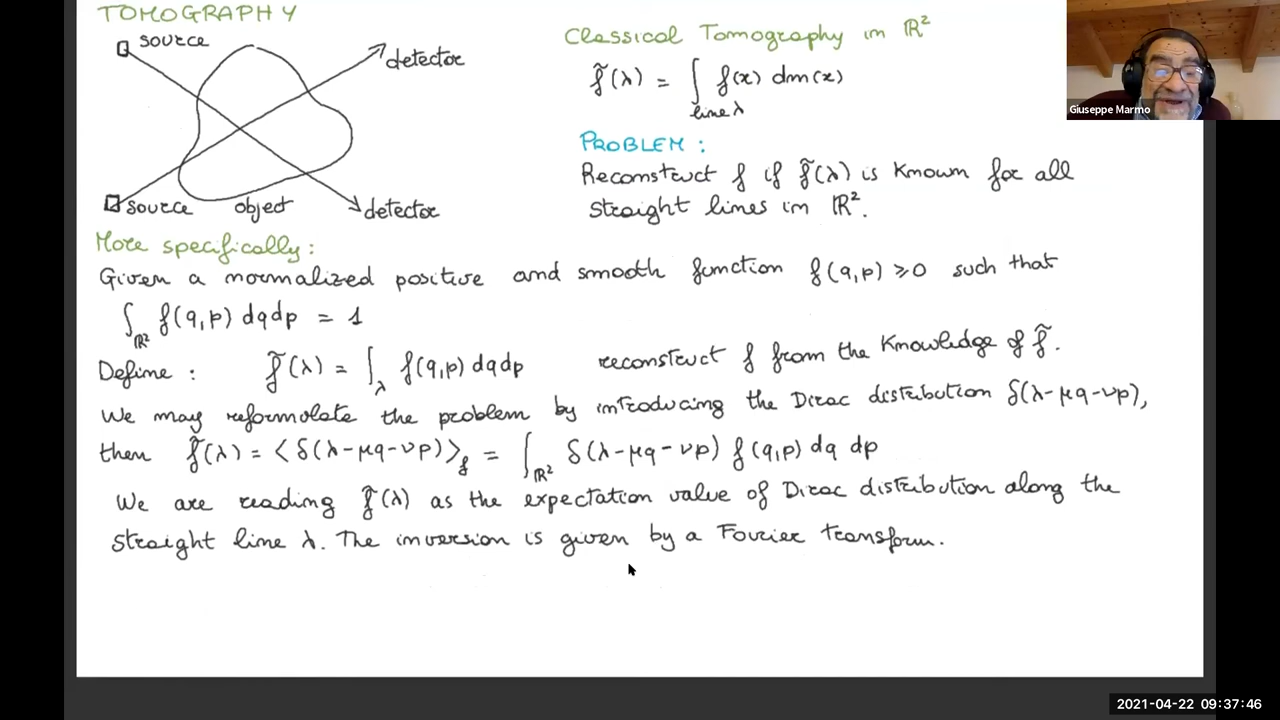 TOMOGRAPHY
source
detector
source
object
detector
Classical Tomography in ℝ²
f̃(λ) = ∫_{line λ} f(x) dm(x)
PROBLEM :
Reconstruct f if f̃(λ) is known for all
straight lines in ℝ².
More specifically:
Given a normalized positive and smooth function f(q,p) ≥ 0 such that
∫_{ℝ²} f(q,p) dq dp = 1
Define : f̃(λ) = ∫_λ f(q,p) dq dp reconstruct f from the knowledge of f̃.
We may reformolate the problem by introducing the Dirac distribution δ(λ-μq-νp),
then f̃(λ) = <δ(λ-μq-νp)>_f = ∫_{ℝ²} δ(λ-μq-νp) f(q,p) dq dp
We are reading f̃(λ) as the expectation value of Dirac distribution along the
straight line λ. The inversion is given by a Fourier transform.
Giuseppe Marmo
2021-04-22 09:37:46